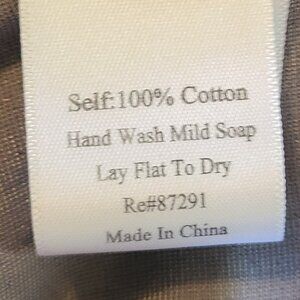 Self:100% Cotton
Hand Wash Mild Soap
Lay Flat To Dry
Re#87291
Made In China